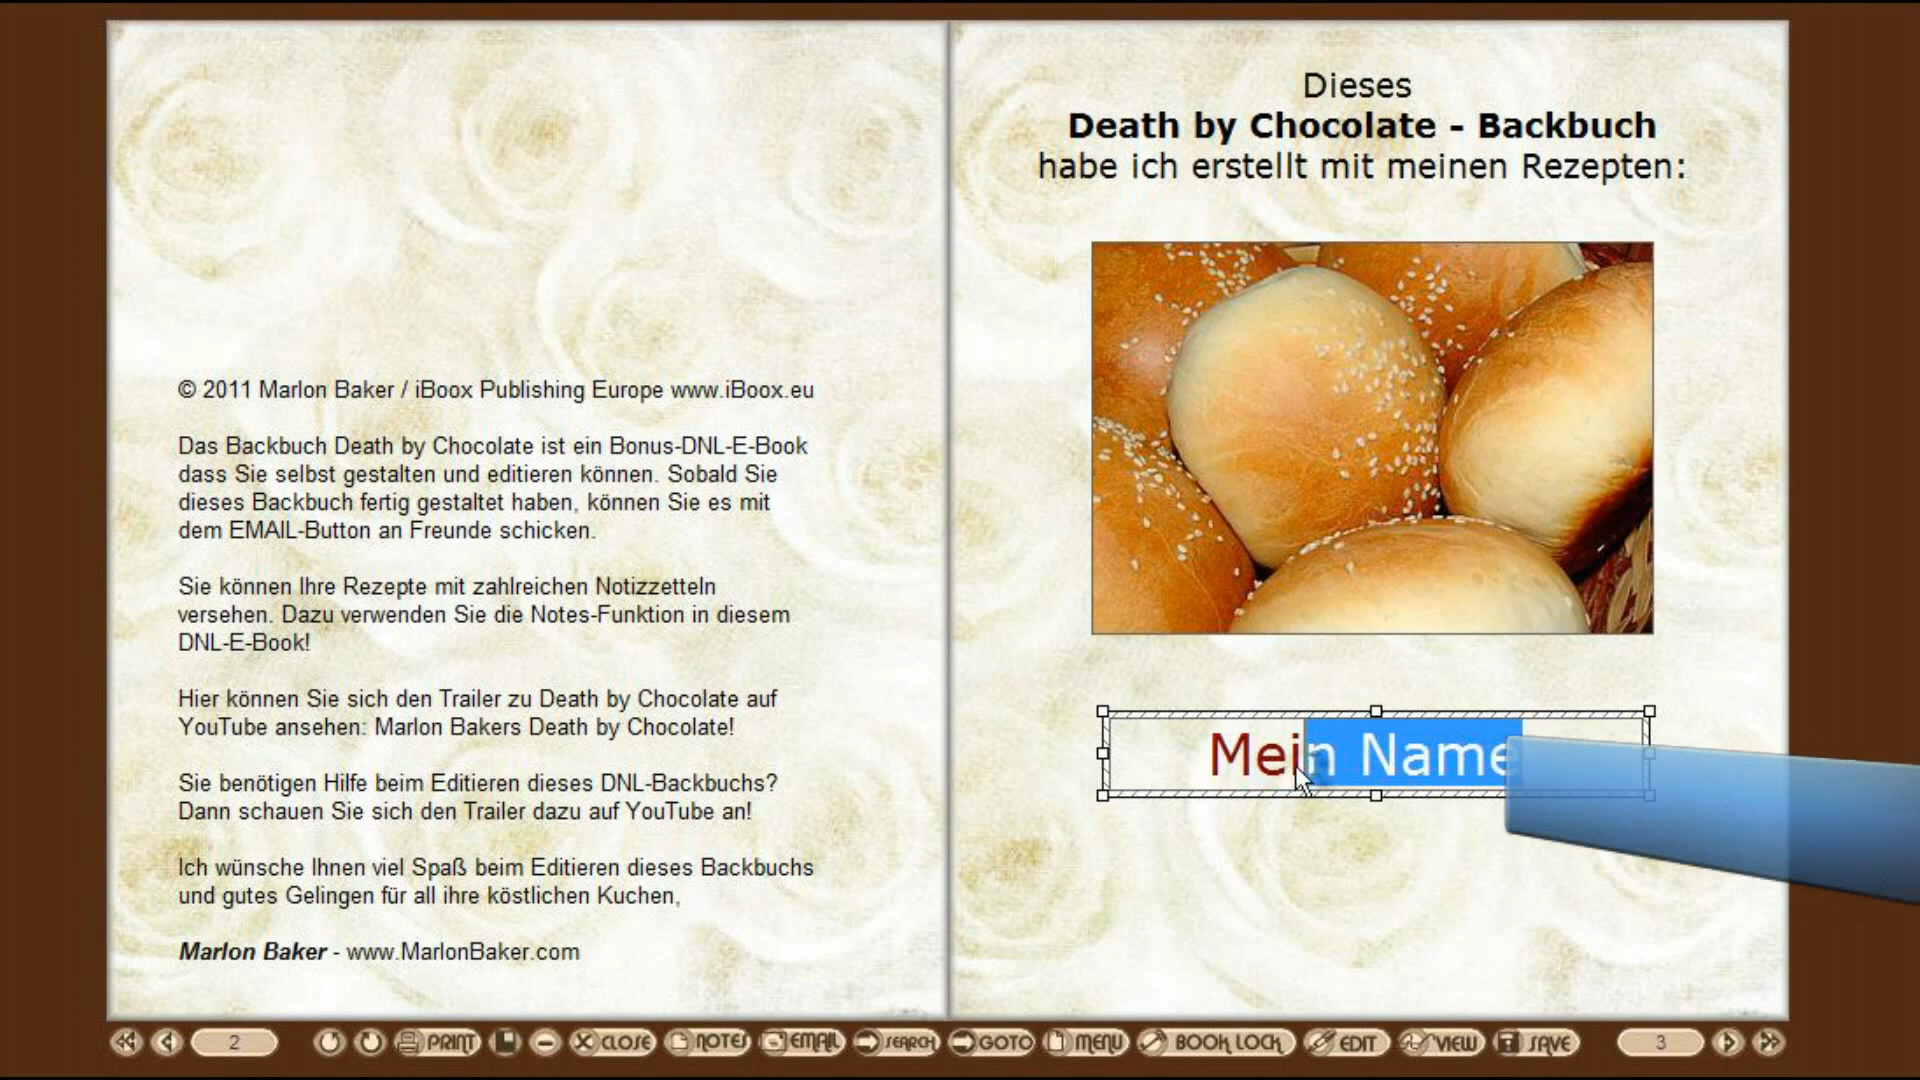 © 2011 Marlon Baker / iBoox Publishing Europe www.iBoox.eu
Das Backbuch Death by Chocolate ist ein Bonus-DNL-E-Book
dass Sie selbst gestalten und editieren können. Sobald Sie
dieses Backbuch fertig gestaltet haben, können Sie es mit
dem EMAIL-Button an Freunde schicken.
Sie können Ihre Rezepte mit zahlreichen Notizzetteln
versehen. Dazu verwenden Sie die Notes-Funktion in diesem
DNL-E-Book!
Hier können Sie sich den Trailer zu Death by Chocolate auf
YouTube ansehen: Marlon Bakers Death by Chocolate!
Sie benötigen Hilfe beim Editieren dieses DNL-Backbuchs?
Dann schauen Sie sich den Trailer dazu auf YouTube an!
Ich wünsche Ihnen viel Spaß beim Editieren dieses Backbuchs
und gutes Gelingen für all ihre köstlichen Kuchen,
Marlon Baker - www.MarlonBaker.com
Dieses
Death by Chocolate - Backbuch
habe ich erstellt mit meinen Rezepten:
Mein Name
2 PRINT CLOSE NOTES EMAIL SEARCH GOTO MENU BOOK LOCK EDIT VIEW SAVE 3